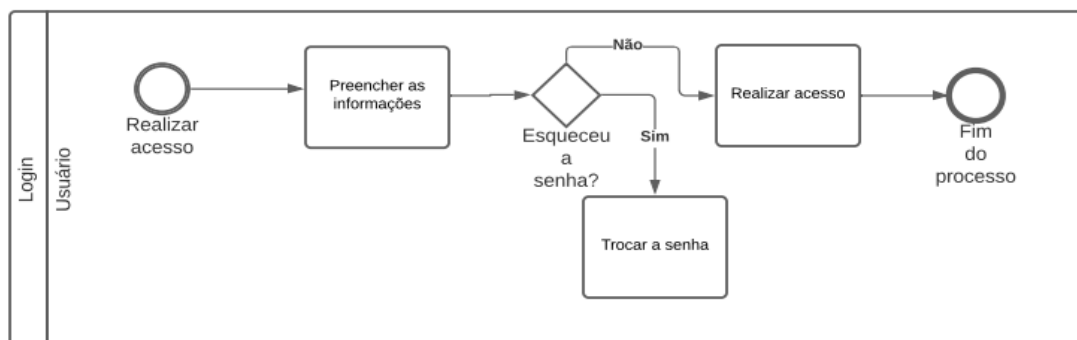 Login
Usuário
Realizar
acesso
Preencher as
informações
Esqueceu
a
senha?
Não
Sim
Realizar acesso
Trocar a senha
Fim
do
processo